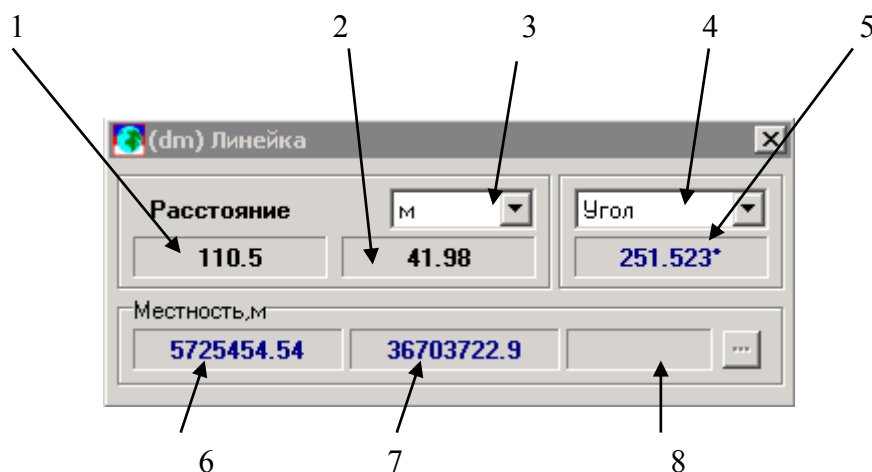 1 2 3 4 5
(dm) Линейка
Расстояние м Угол
110.5 41.98 251.523*
Местность,м
5725454.54 36703722.9 ...
6 7 8